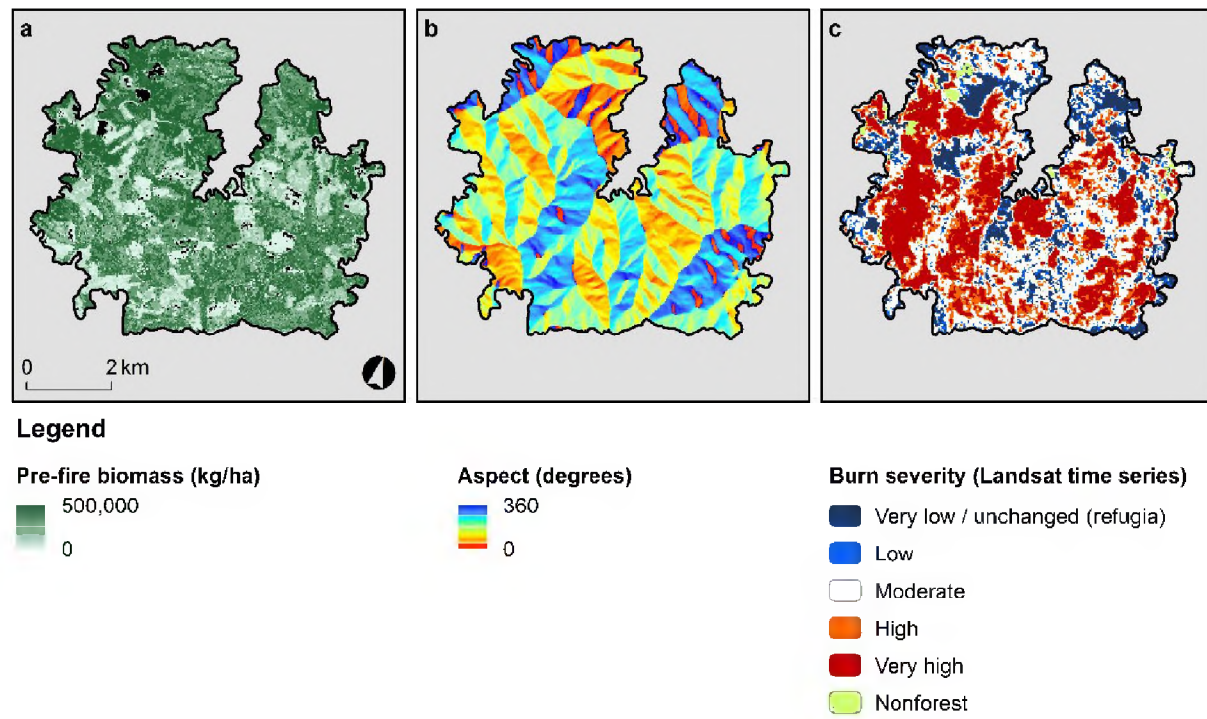 a
b
c
0 2 km
Legend
Pre-fire biomass (kg/ha)
500,000
0
Aspect (degrees)
360
0
Burn severity (Landsat time series)
Very low / unchanged (refugia)
Low
Moderate
High
Very high
Nonforest